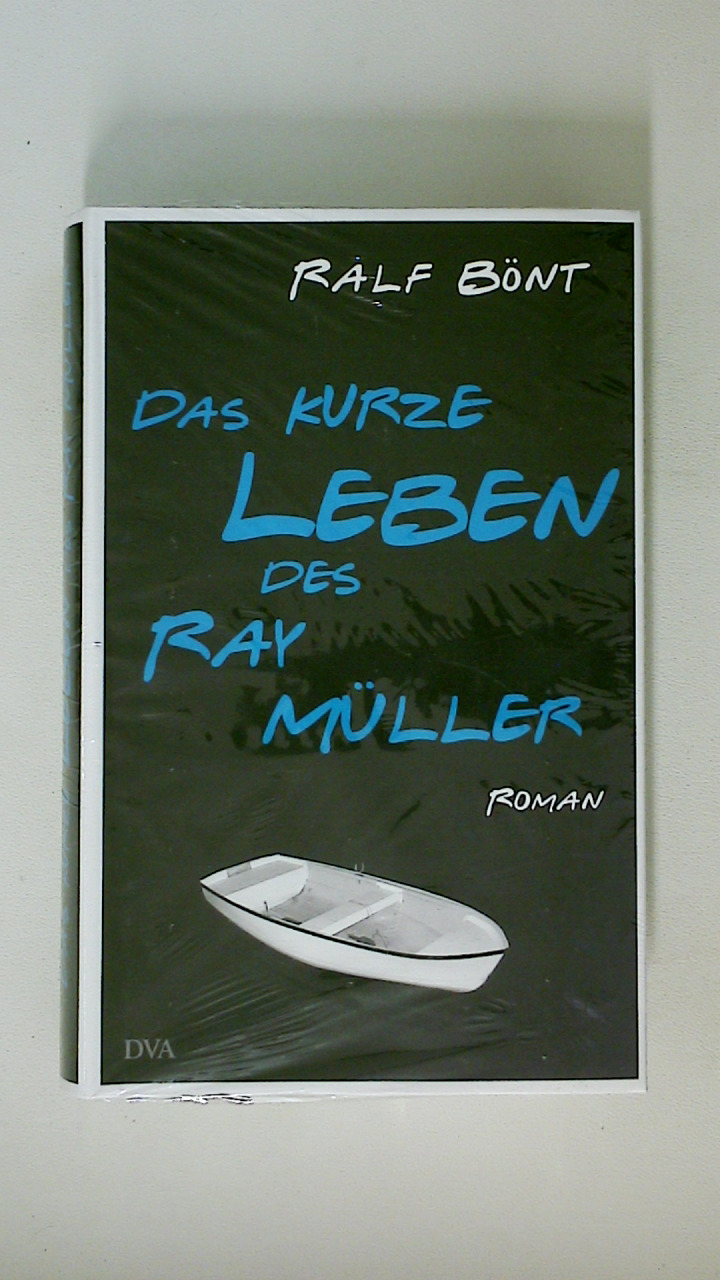 RALF BÖNT
DAS KURZE
LEBEN
DES
RAY
MÜLLER
ROMAN
DVA